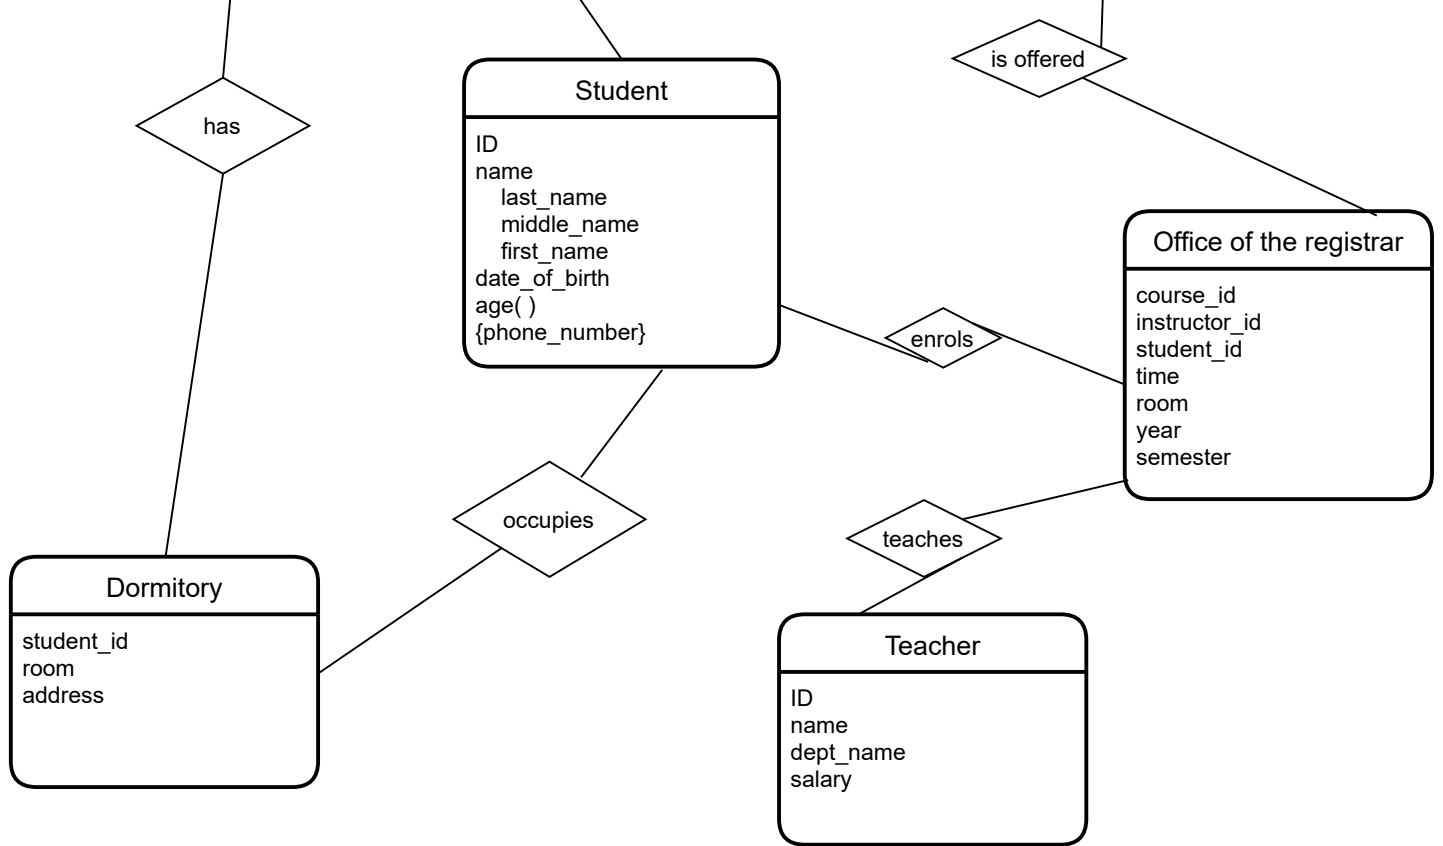 is offered
has
Student
ID
name
last_name
middle_name
first_name
date_of_birth
age( )
{phone_number}
Office of the registrar
course_id
instructor_id
student_id
time
room
year
semester
enrols
occupies
teaches
Dormitory
student_id
room
address
Teacher
ID
name
dept_name
salary